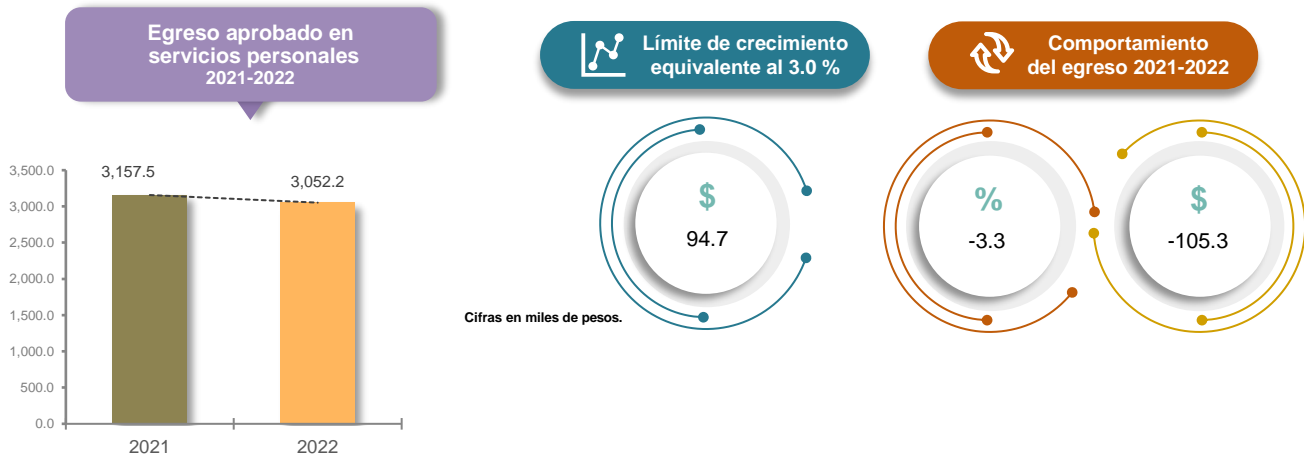 Egreso aprobado en
servicios personales
2021-2022
Límite de crecimiento
equivalente al 3.0 %
Comportamiento
del egreso 2021-2022
3,500.0
3,000.0
2,500.0
2,000.0
1,500.0
1,000.0
500.0
0.0
3,157.5
3,052.2
2021
2022
$
94.7
%
-3.3
$
-105.3
Cifras en miles de pesos.